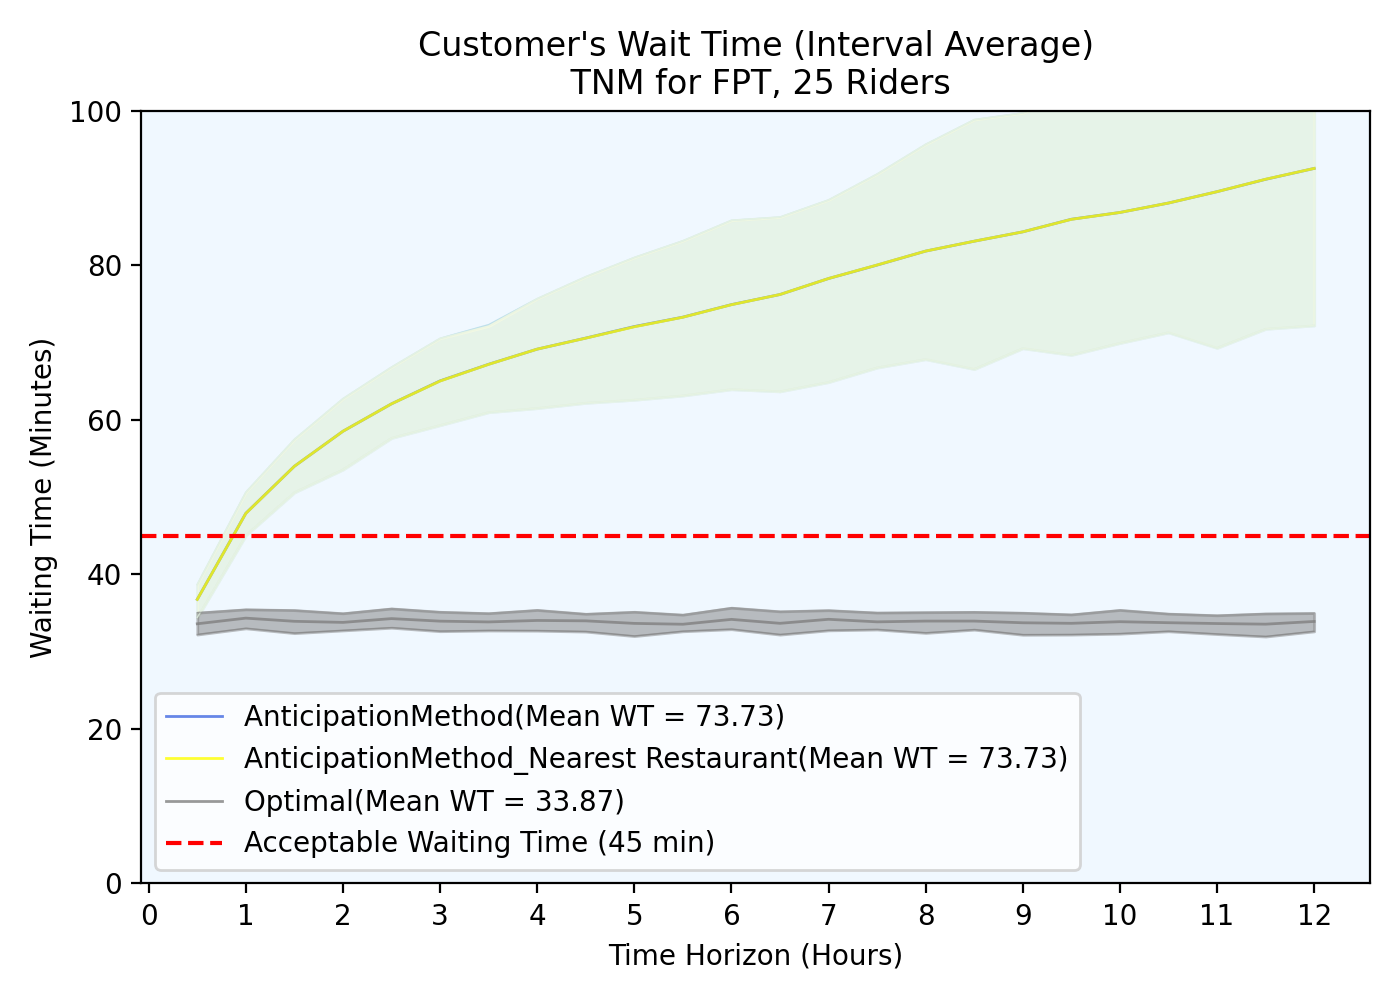 Customer's Wait Time (Interval Average)
TNM for FPT, 25 Riders
100
80
60
40
20
0
Waiting Time (Minutes)
AnticipationMethod(Mean WT = 73.73)
AnticipationMethod_Nearest Restaurant(Mean WT = 73.73)
Optimal(Mean WT = 33.87)
Acceptable Waiting Time (45 min)
0 1 2 3 4 5 6 7 8 9 10 11 12
Time Horizon (Hours)